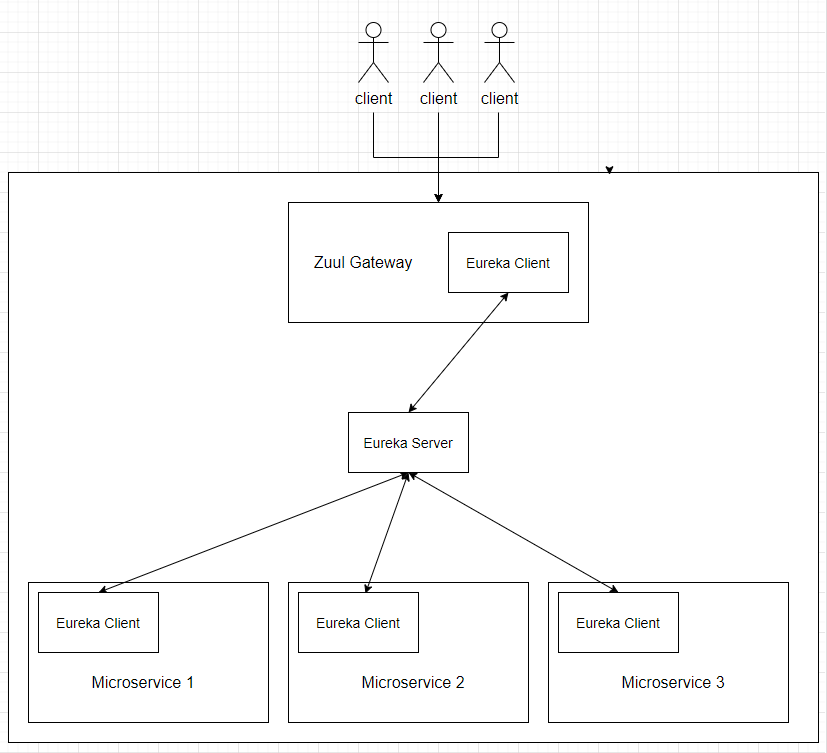 client
client
client
Zuul Gateway
Eureka Client
Eureka Server
Eureka Client
Eureka Client
Eureka Client
Microservice 1
Microservice 2
Microservice 3